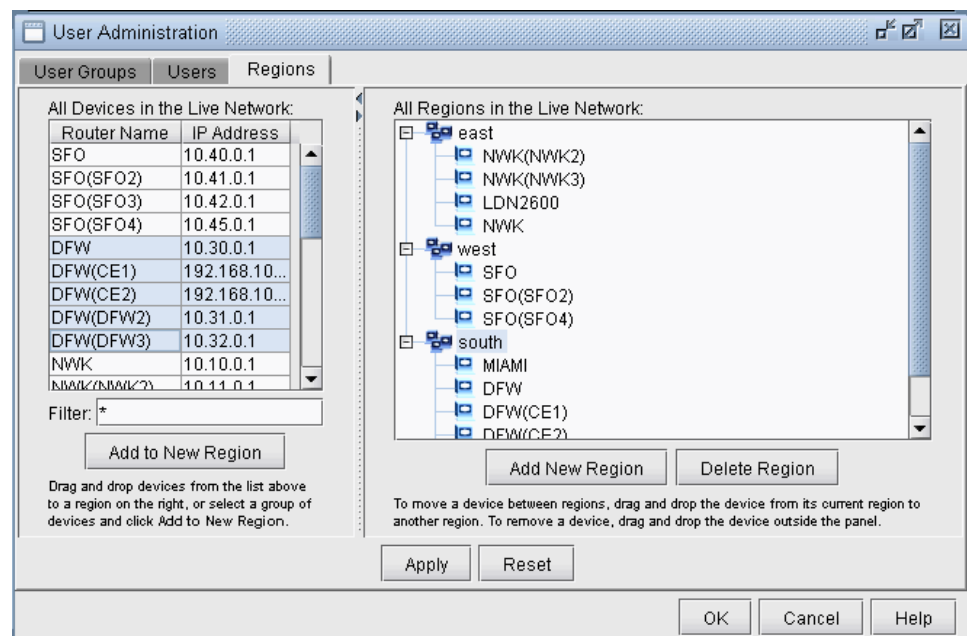 User Administration
User Groups
Users
Regions
All Devices in the Live Network:
Router Name IP Address
SFO 10.40.0.1
SFO(SFO2) 10.41.0.1
SFO(SFO3) 10.42.0.1
SFO(SFO4) 10.45.0.1
DFW 10.30.0.1
DFW(CE1) 192.168.10...
DFW(CE2) 192.168.10...
DFW(DFW2) 10.31.0.1
DFW(DFW3) 10.32.0.1
NWK 10.10.0.1
NWK(NWK2) 10.11.0.1
Filter: *
Add to New Region
Drag and drop devices from the list above
to a region on the right, or select a group of
devices and click Add to New Region.
All Regions in the Live Network:
east
NWK(NWK2)
NWK(NWK3)
LDN2600
NWK
west
SFO
SFO(SFO2)
SFO(SFO4)
south
MIAMI
DFW
DFW(CE1)
DFW(CE2)
Add New Region
Delete Region
To move a device between regions, drag and drop the device from its current region to
another region. To remove a device, drag and drop the device outside the panel.
Apply
Reset
OK
Cancel
Help